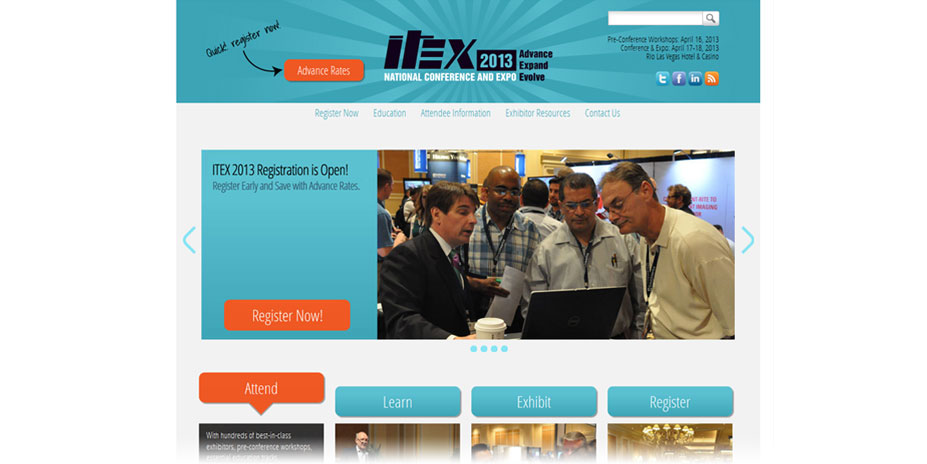 Quick! register now!
Advance Rates
itEX 2013 Advance
Expand
Evolve
NATIONAL CONFERENCE AND EXPO
Pre-Conference Workshops: April 16, 2013
Conference & Expo: April 17-18, 2013
Rio Las Vegas Hotel & Casino
Register Now
Education
Attendee Information
Exhibitor Resources
Contact Us
ITEX 2013 Registration is Open!
Register Early and Save with Advance Rates.
Register Now!
Attend
Learn
Exhibit
Register
With hundreds of best-in-class
exhibitors, pre-conference workshops,
essential education tracks